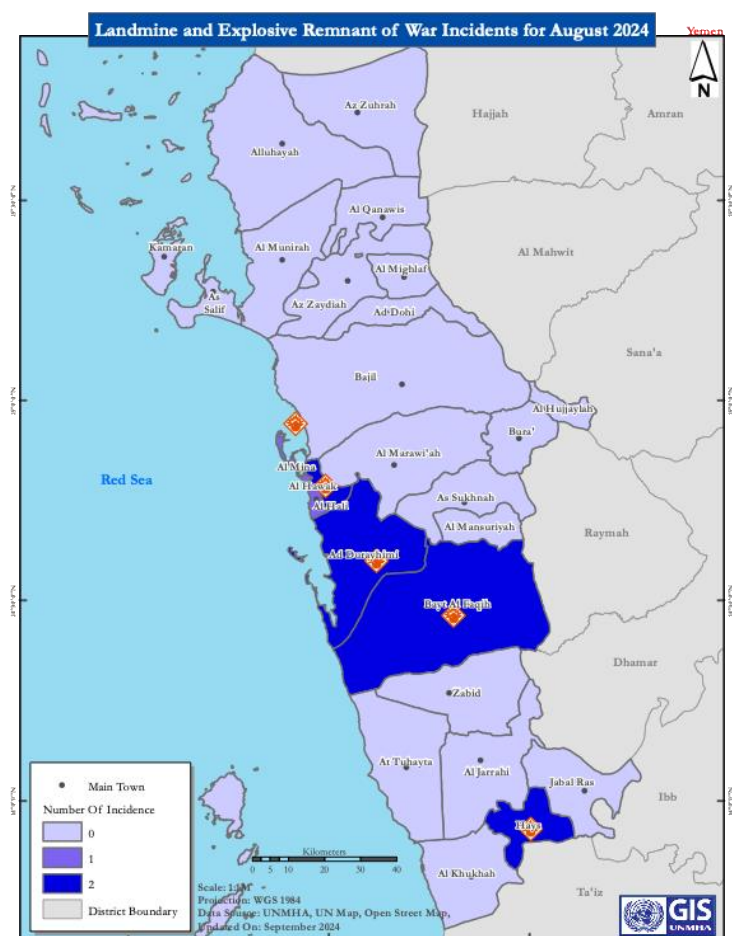 Landmine and Explosive Remnant of War Incidents for August 2024
Yemen
N
Az Zuhrah
Hajjah
Amran
Alluhayah
Al Qanawis
Kamaran
Al Munirah
Al Mahwit
Al Mighlaf
As
Salif
Az Zaydiah
Ad Dohi
Sana'a
Bajil
Al Hujjaylah
Bura'
Al Mina
Al Marawi'ah
Red Sea
Al Hawak
Al Hali
As Sukhnah
Al Mansuriyah
Raymah
Ad Durayhimi
Bayt Al Faqih
Dhamar
Zabid
At Tuhayta
Al Jarrahi
Jabal Ras
Ibb
Hays
Al Khukhah
Ta'iz
Main Town
Number Of Incidence
0
1
2
District Boundary
Kilometers
0 5 10 20 30 40
Scale: 1:1M
Projection: WGS 1984
Data Source: UNMHA, UN Map, Open Street Map,
Updated On: September 2024
GIS
UNMHA